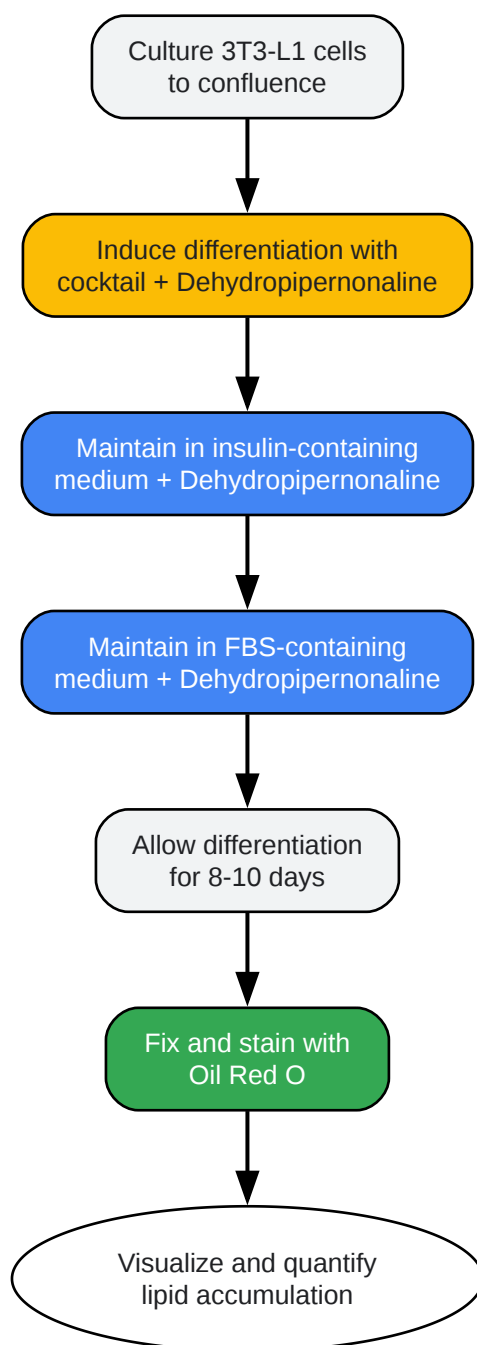 Culture 3T3-L1 cells
to confluence
Induce differentiation with
cocktail + Dehydropipernonaline
Maintain in insulin-containing
medium + Dehydropipernonaline
Maintain in FBS-containing
medium + Dehydropipernonaline
Allow differentiation
for 8-10 days
Fix and stain with
Oil Red O
Visualize and quantify
lipid accumulation